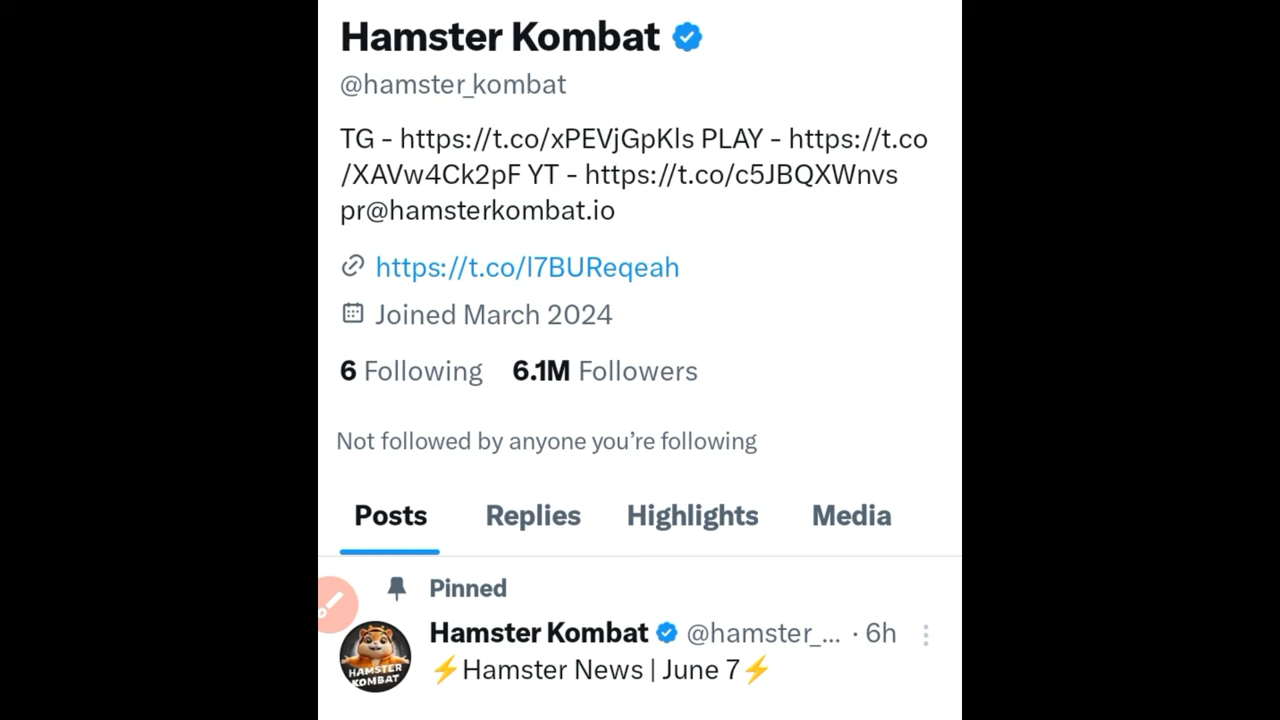 Hamster Kombat
@hamster_kombat
TG - https://t.co/xPEVjGpKls PLAY - https://t.co
/XAVw4Ck2pF YT - https://t.co/c5JBQXWnvs
pr@hamsterkombat.io
https://t.co/l7BUReqeah
Joined March 2024
6 Following 6.1M Followers
Not followed by anyone you’re following
Posts Replies Highlights Media
Pinned
Hamster Kombat @hamster_... · 6h
⚡Hamster News | June 7⚡
HAMSTER
KOMBAT